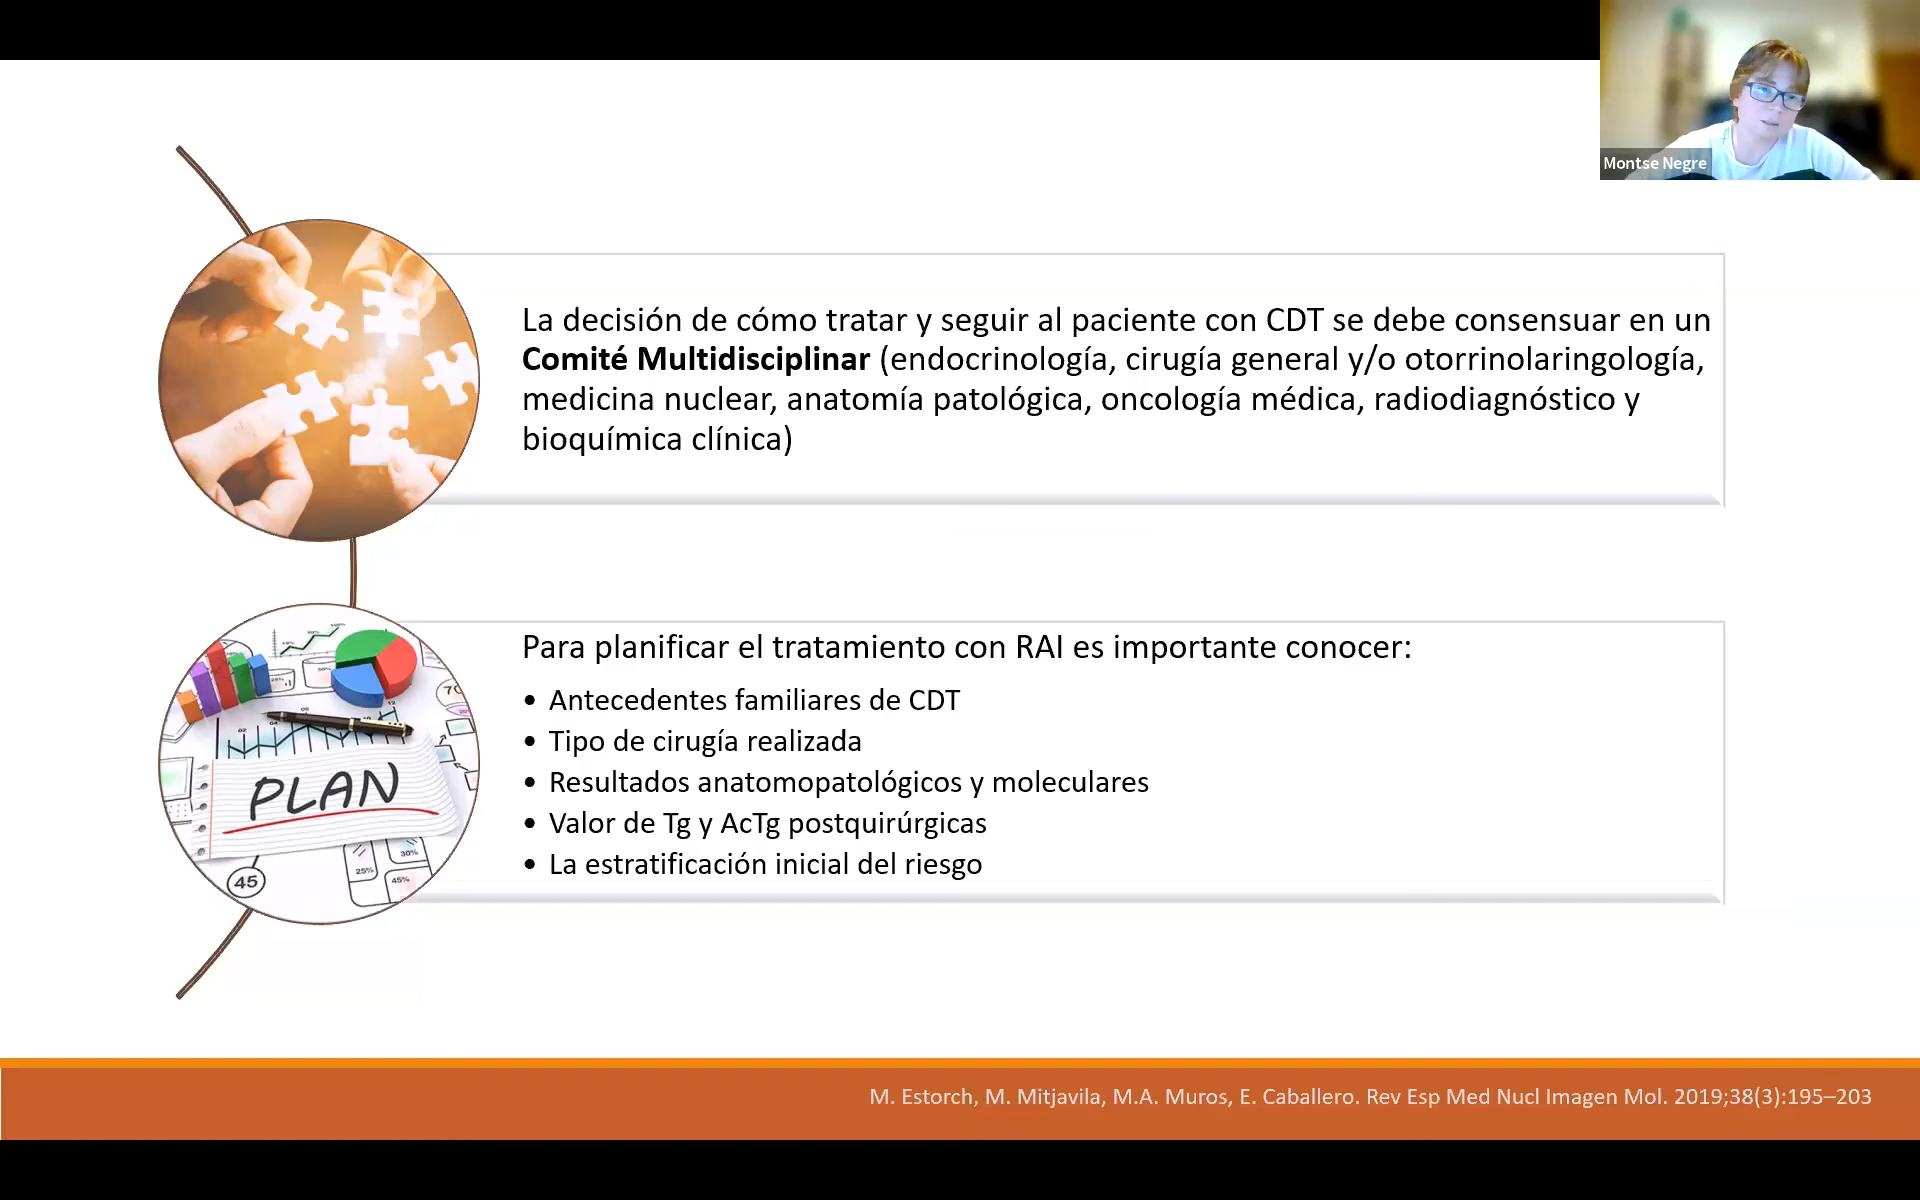 Montse Negre
La decisión de cómo tratar y seguir al paciente con CDT se debe consensuar en un
Comité Multidisciplinar (endocrinología, cirugía general y/o otorrinolaringología,
medicina nuclear, anatomía patológica, oncología médica, radiodiagnóstico y
bioquímica clínica)
PLAN
45
25%
30%
45%
Para planificar el tratamiento con RAI es importante conocer:
• Antecedentes familiares de CDT
• Tipo de cirugía realizada
• Resultados anatomopatológicos y moleculares
• Valor de Tg y AcTg postquirúrgicas
• La estratificación inicial del riesgo
M. Estorch, M. Mitjavila, M.A. Muros, E. Caballero. Rev Esp Med Nucl Imagen Mol. 2019;38(3):195–203